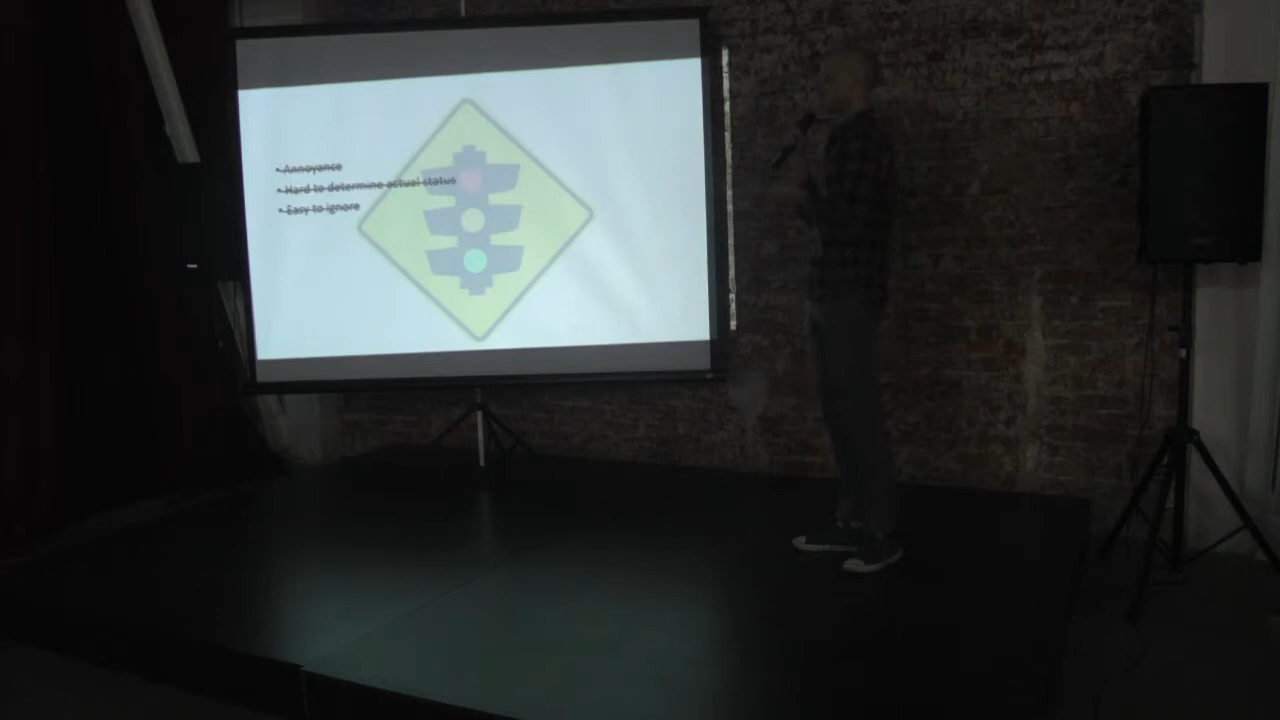 • Annoyance
• Hard to determine actual status
• Easy to ignore